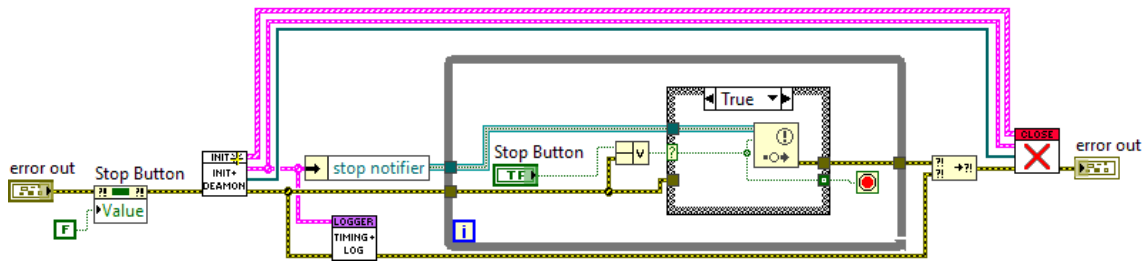 True
error out
Stop Button
?! ?!
Value
F
INIT
INIT+
DEAMON
stop notifier
Stop Button
TF
V
?
i
LOGGER
TIMING+
LOG
?!
?!
?!
CLOSE
error out